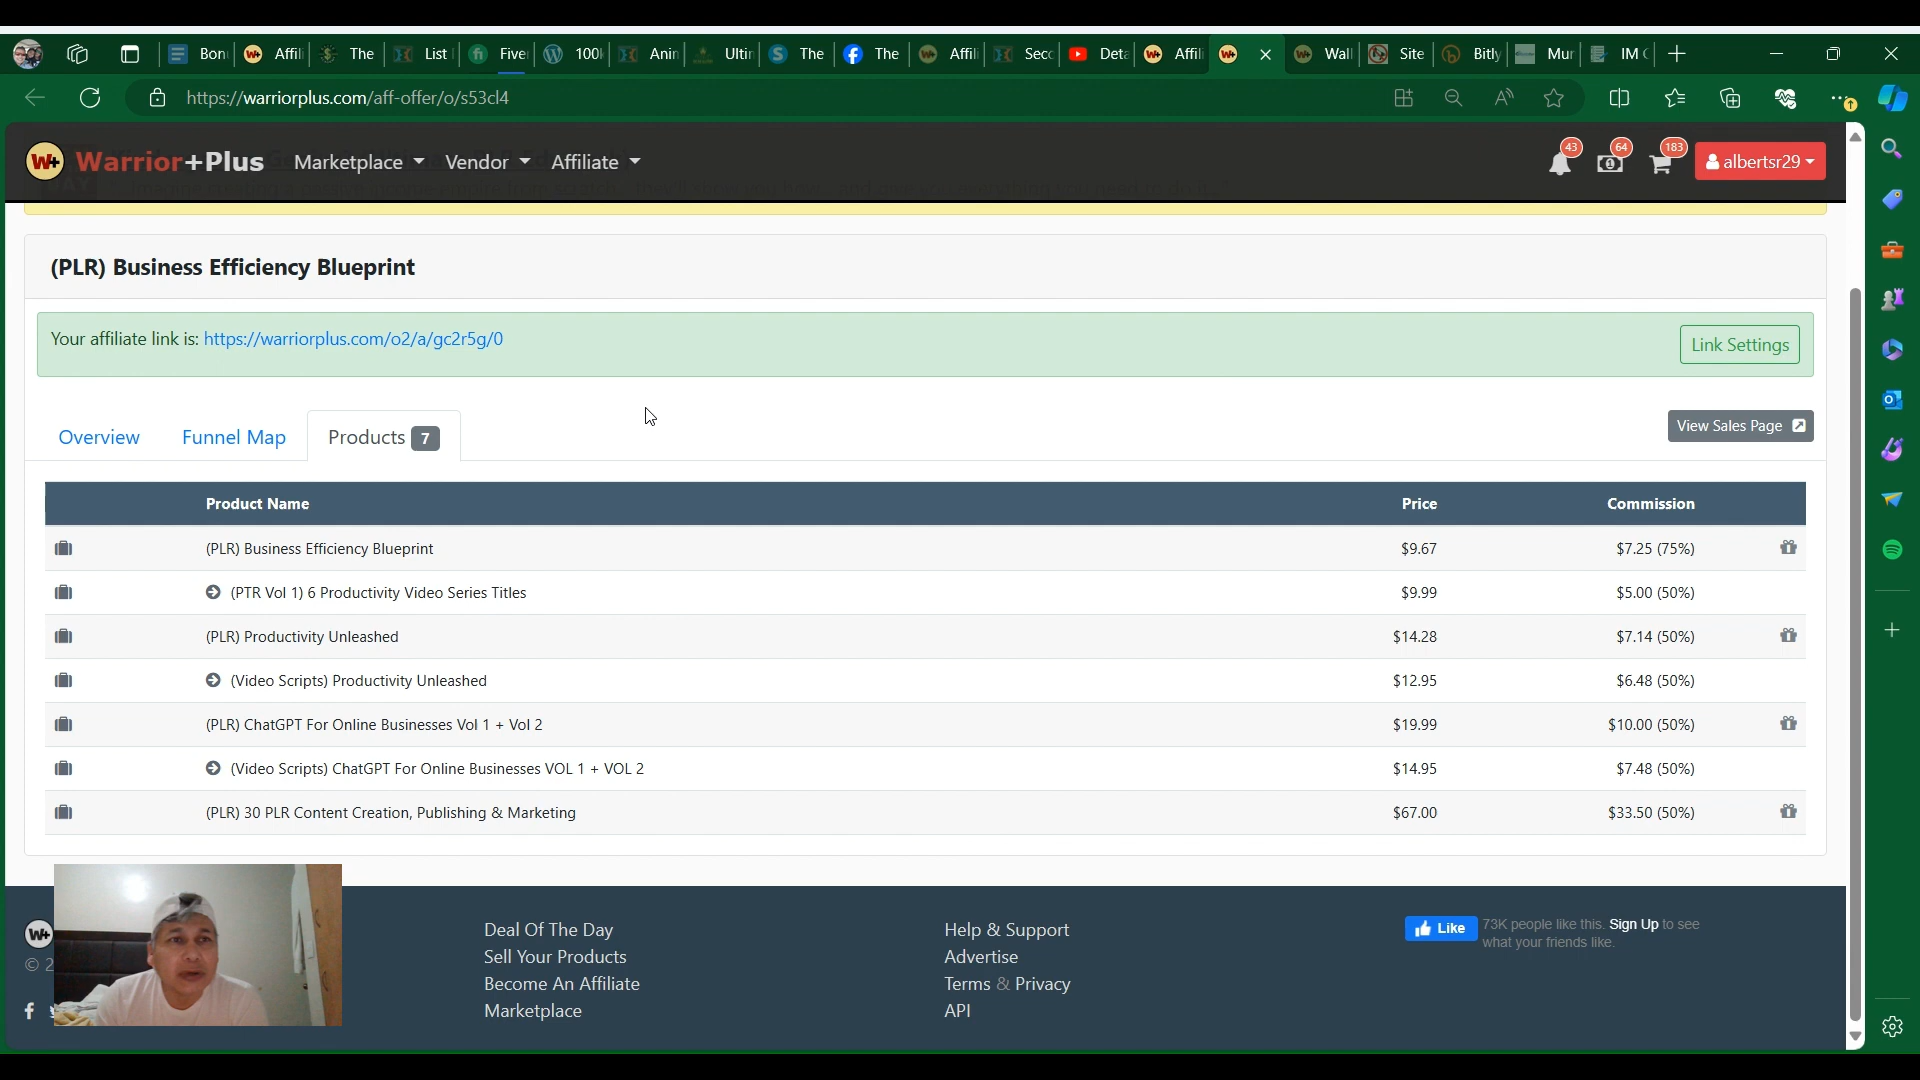 Bon
Affili
The
List
Five
100k
Anin
Ultin
The
The
Affili
Secc
Deta
Affili
Wall
Site
Bitly
Mur
IM
https://warriorplus.com/aff-offer/o/s53cl4
W+ Warrior+Plus
Marketplace
Vendor
Affiliate
43
64
183
albertsr29
(PLR) Business Efficiency Blueprint
Your affiliate link is: https://warriorplus.com/o2/a/gc2r5g/0
Link Settings
Overview
Funnel Map
Products 7
View Sales Page
Product Name Price Commission
(PLR) Business Efficiency Blueprint $9.67 $7.25 (75%)
(PTR Vol 1) 6 Productivity Video Series Titles $9.99 $5.00 (50%)
(PLR) Productivity Unleashed $14.28 $7.14 (50%)
(Video Scripts) Productivity Unleashed $12.95 $6.48 (50%)
(PLR) ChatGPT For Online Businesses Vol 1 + Vol 2 $19.99 $10.00 (50%)
(Video Scripts) ChatGPT For Online Businesses VOL 1 + VOL 2 $14.95 $7.48 (50%)
(PLR) 30 PLR Content Creation, Publishing & Marketing $67.00 $33.50 (50%)
W+
© 2
Deal Of The Day
Sell Your Products
Become An Affiliate
Marketplace
Help & Support
Advertise
Terms & Privacy
API
Like
73K people like this. Sign Up to see
what your friends like.